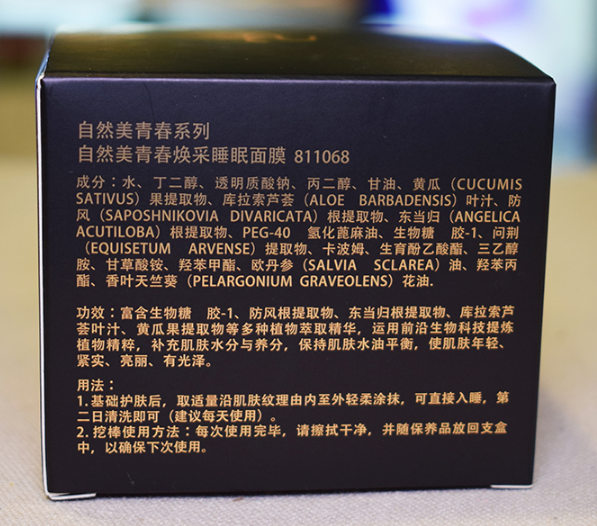 自然美青春系列
自然美青春焕采睡眠面膜 811068
成分：水、丁二醇、透明质酸钠、丙二醇、甘油、黄瓜（CUCUMIS
SATIVUS）果提取物、库拉索芦荟（ALOE BARBADENSIS）叶汁、防
风（SAPOSHNIKOVIA DIVARICATA）根提取物、东当归（ANGELICA
ACUTILOBA）根提取物、PEG-40 氢化蓖麻油、生物糖 胶-1、问荆
（EQUISETUM ARVENSE）提取物、卡波姆、生育酚乙酸酯、三乙醇
胺、甘草酸铵、羟苯甲酯、欧丹参（SALVIA SCLAREA）油、羟苯丙
酯、香叶天竺葵（PELARGONIUM GRAVEOLENS）花油.
功效：富含生物糖 胶-1、防风根提取物、东当归根提取物、库拉索芦
荟叶汁、黄瓜果提取物等多种植物萃取精华，运用前沿生物科技提炼
植物精粹，补充肌肤水分与养分，保持肌肤水油平衡，使肌肤年轻、
紧实、亮丽、有光泽。
用法：
1.基础护肤后，取适量沿肌肤纹理由内至外轻柔涂抹，可直接入睡，第
二日清洗即可（建议每天使用）。
2.挖棒使用方法：每次使用完毕，请擦拭干净，并随保养品放回支盒
中，以确保下次使用。